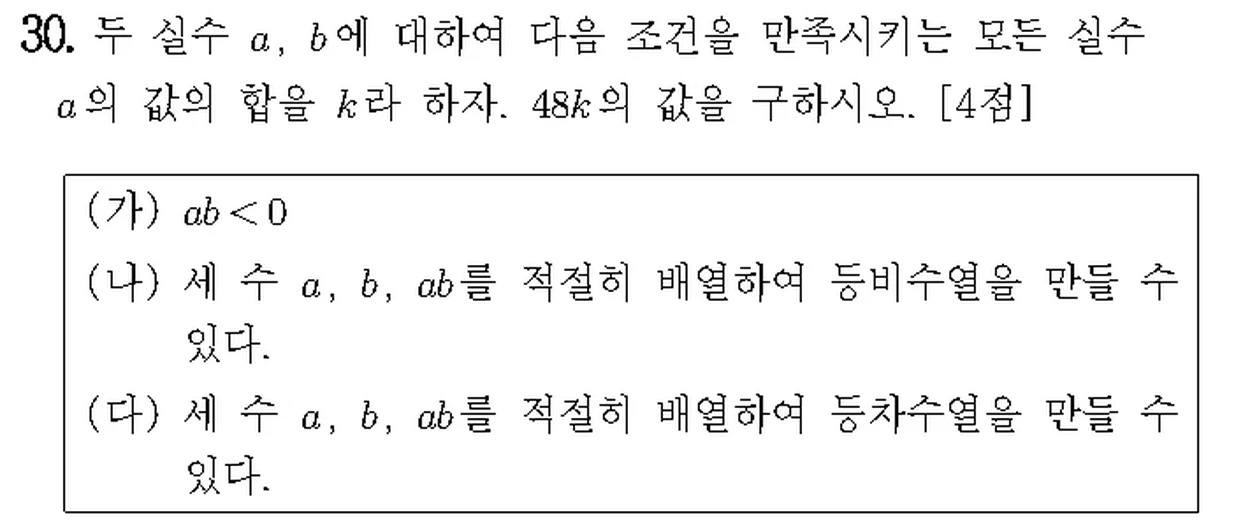 30. 두 실수 a, b에 대하여 다음 조건을 만족시키는 모든 실수
a의 값의 합을 k라 하자. 48k의 값을 구하시오. [4점]
(가) ab<0
(나) 세 수 a, b, ab를 적절히 배열하여 등비수열을 만들 수
있다.
(다) 세 수 a, b, ab를 적절히 배열하여 등차수열을 만들 수
있다.